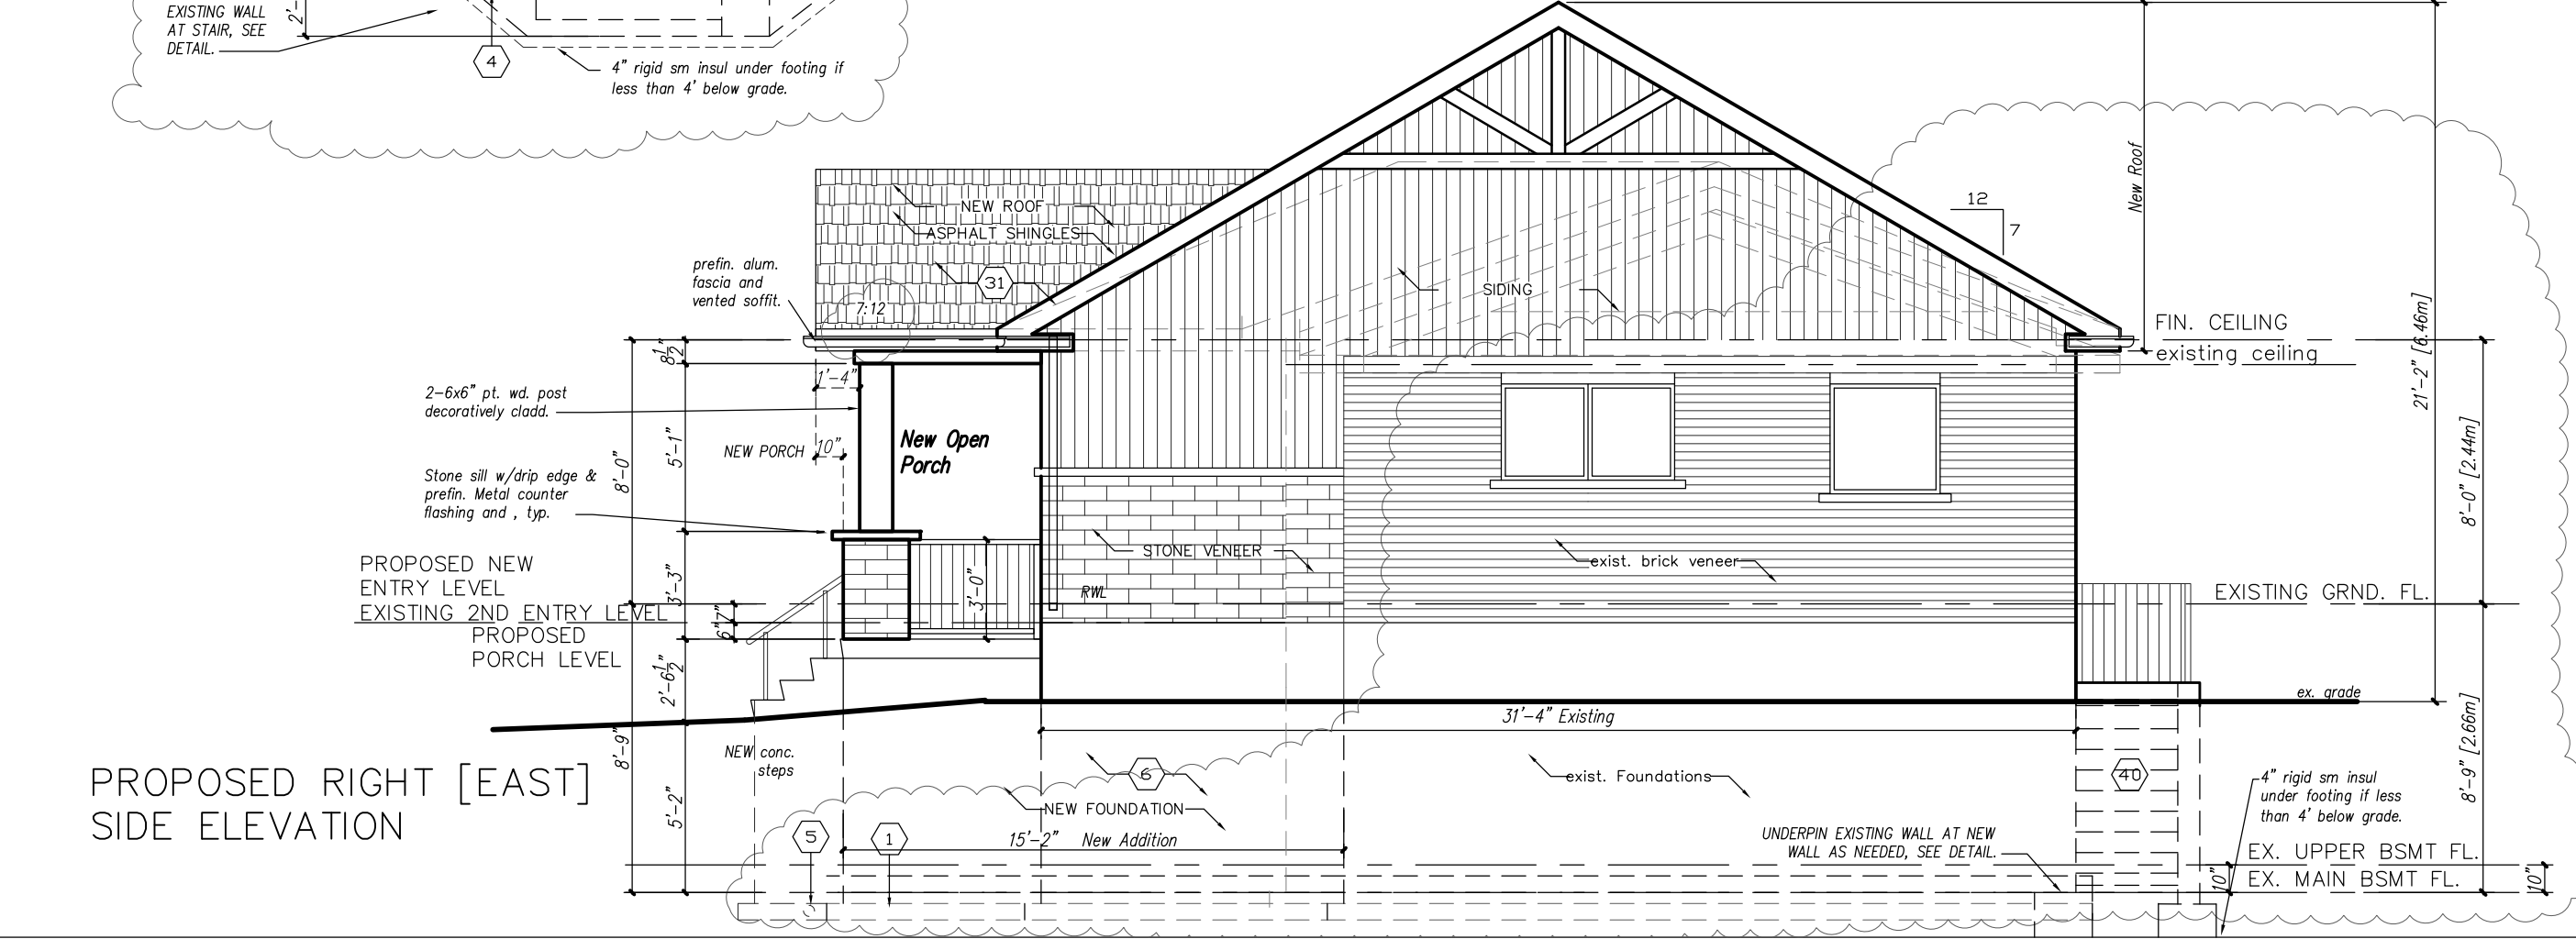 EXISTING WALL
AT STAIR, SEE
DETAIL.
2'-
4
4" rigid sm insul under footing if
less than 4' below grade.
New Roof
12
7
NEW ROOF
ASPHALT SHINGLES
31
7:12
prefin. alum.
fascia and
vented soffit.
SIDING
21'-2" [6.46m]
FIN. CEILING
existing ceiling
8 1/2"
1'-4"
2-6x6" pt. wd. post
decoratively cladd.
New Open
Porch
NEW PORCH
10"
5'-1"
8'-0"
8'-0" [2.44m]
Stone sill w/drip edge &
prefin. Metal counter
flashing and , typ.
STONE VENEER
exist. brick veneer
PROPOSED NEW
ENTRY LEVEL
EXISTING 2ND ENTRY LEVEL
PROPOSED
PORCH LEVEL
3'-3"
3'-0"
7"
6"
RWL
EXISTING GRND. FL.
2'-6 1/2"
ex. grade
31'-4" Existing
8'-9"
8'-9" [2.66m]
NEW conc.
steps
PROPOSED RIGHT [EAST]
SIDE ELEVATION
6
exist. Foundations
40
4" rigid sm insul
under footing if less
than 4' below grade.
NEW FOUNDATION
5'-2"
5
1
15'-2" New Addition
UNDERPIN EXISTING WALL AT NEW
WALL AS NEEDED, SEE DETAIL.
EX. UPPER BSMT FL.
EX. MAIN BSMT FL.
10"
10"